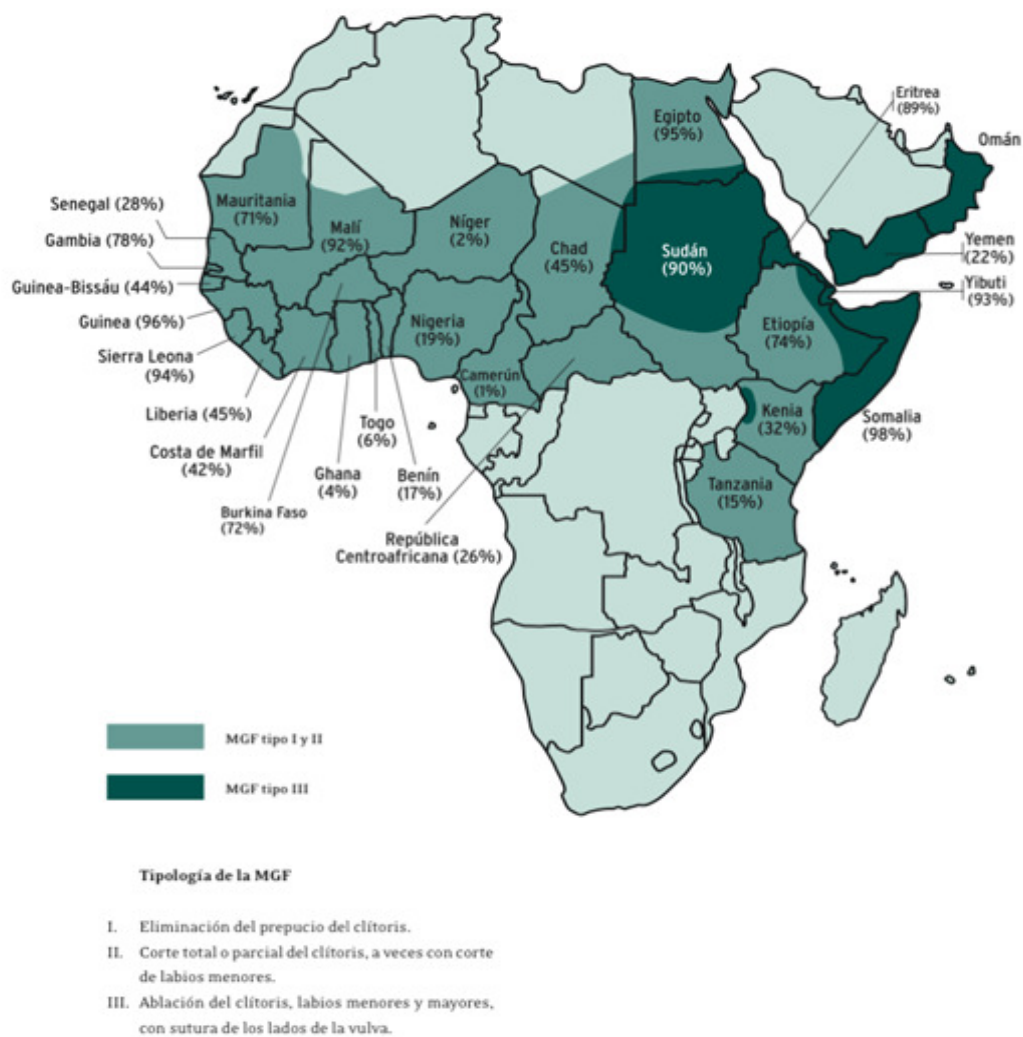 Eritrea
(89%)
Egipto
(95%)
Omán
Senegal (28%)
Mauritania
(71%)
Malí
(92%)
Níger
(2%)
Gambia (78%)
Chad
(45%)
Sudán
(90%)
Yemen
(22%)
Guinea-Bissáu (44%)
Yibuti
(93%)
Guinea (96%)
Nigeria
(19%)
Etiopía
(74%)
Sierra Leona
(94%)
Camerún
(1%)
Liberia (45%)
Togo
(6%)
Kenia
(32%)
Somalia
(98%)
Costa de Marfil
(42%)
Ghana
(4%)
Benín
(17%)
Tanzania
(15%)
Burkina Faso
(72%)
República
Centroafricana (26%)
MGF tipo I y II
MGF tipo III
Tipología de la MGF
I. Eliminación del prepucio del clítoris.
II. Corte total o parcial del clítoris, a veces con corte
de labios menores.
III. Ablación del clítoris, labios menores y mayores,
con sutura de los lados de la vulva.